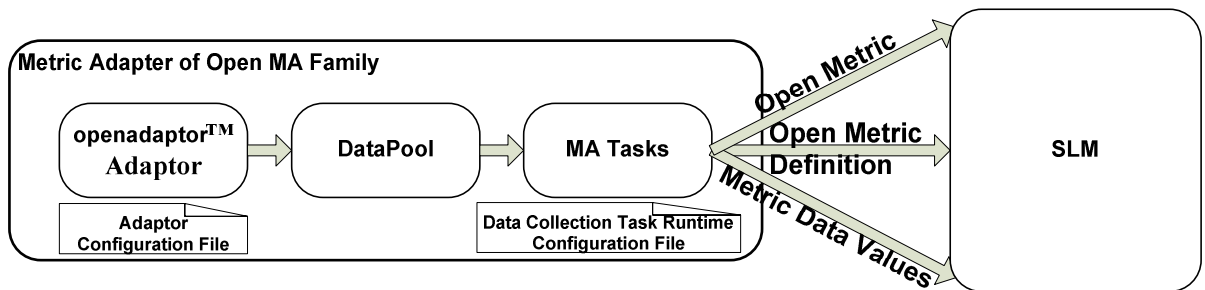 Metric Adapter of Open MA Family
openadaptor™
Adaptor
DataPool
MA Tasks
Adaptor
Configuration File
Data Collection Task Runtime
Configuration File
Open Metric
Open Metric
Definition
Metric Data Values
SLM